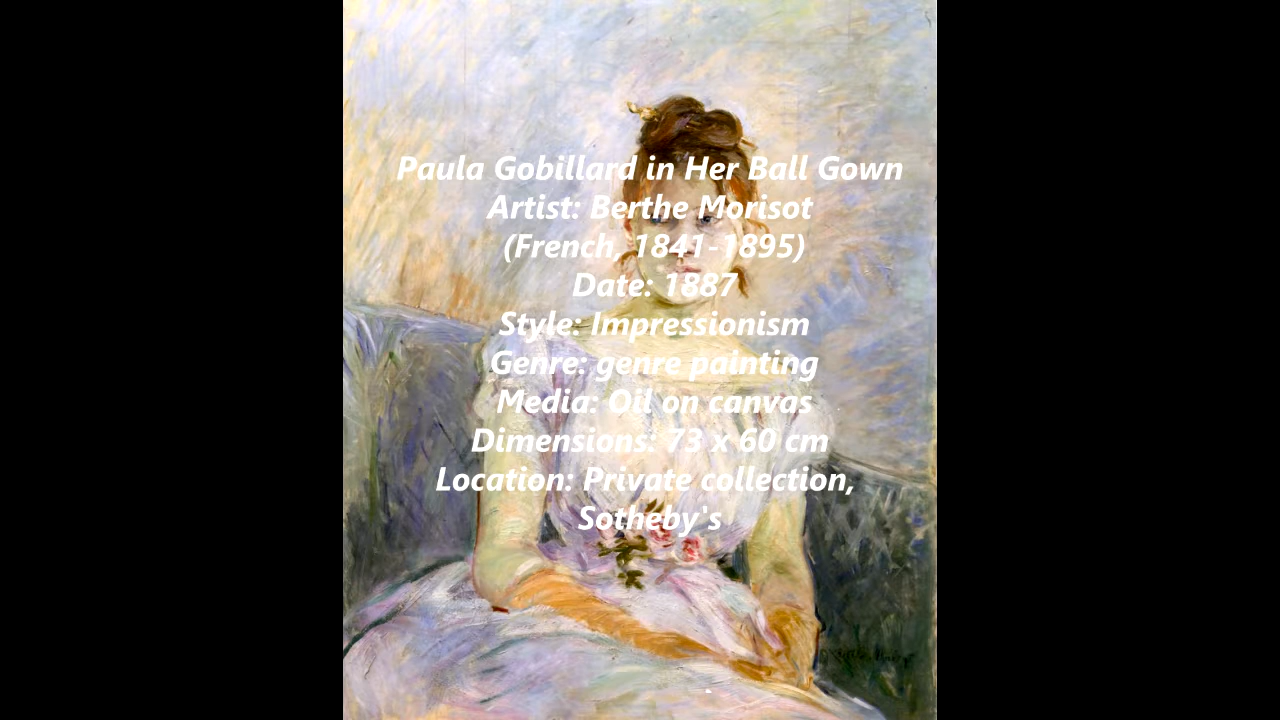 Paula Gobillard in Her Ball Gown
Artist: Berthe Morisot
(French, 1841-1895)
Date: 1887
Style: Impressionism
Genre: genre painting
Media: Oil on canvas
Dimensions: 73 x 60 cm
Location: Private collection,
Sotheby's